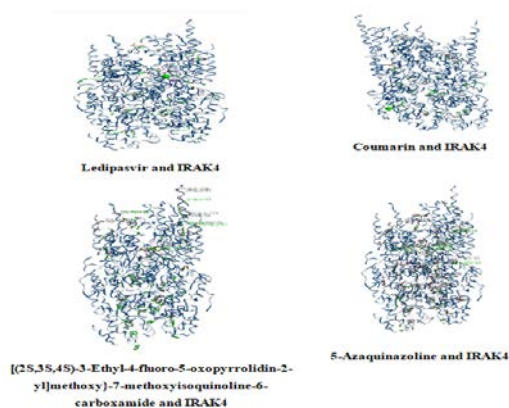 Ledipasvir and IRAK4
Coumarin and IRAK4
[(2S,3S,4S)-3-Ethyl-4-fluoro-5-oxopyrrolidin-2-
yl]methoxy}-7-methoxyisoquinoline-6-
carboxamide and IRAK4
5-Azaquinazoline and IRAK4